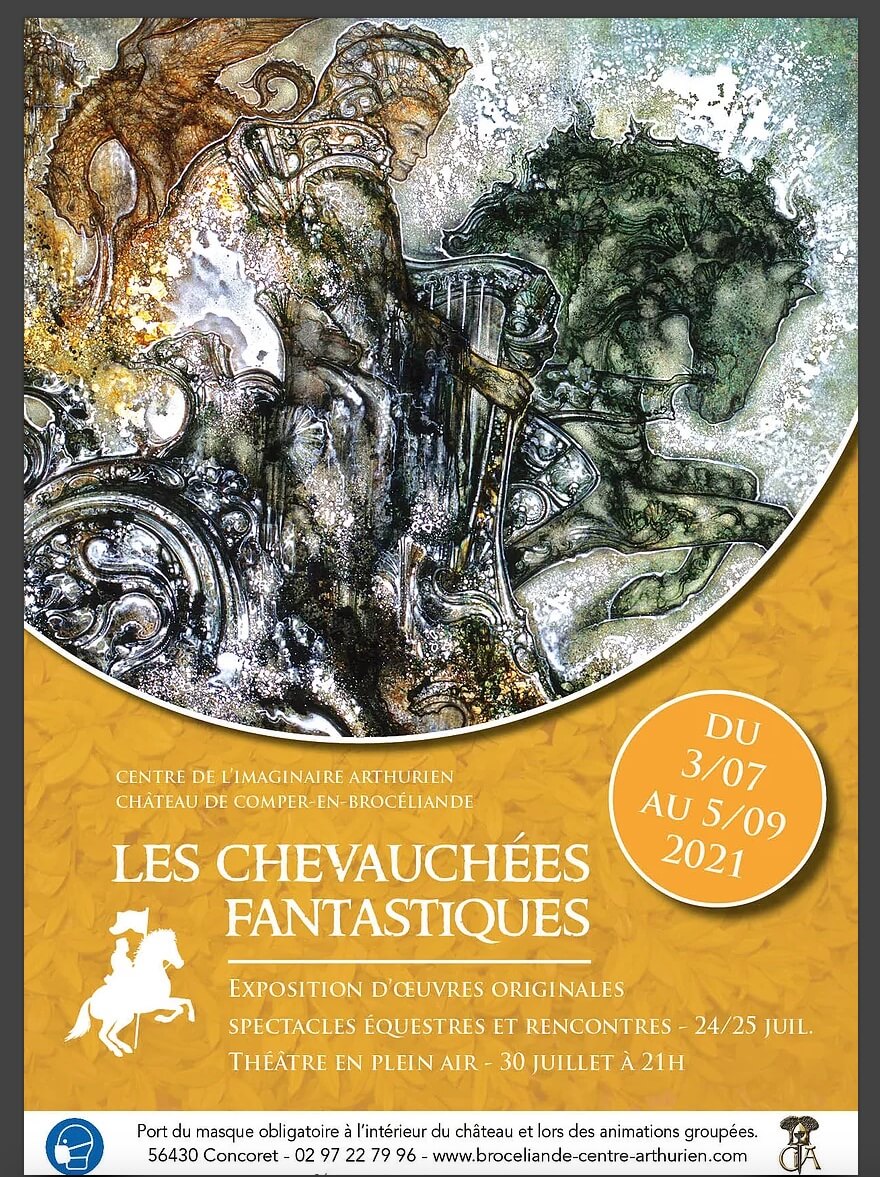 CENTRE DE L'IMAGINAIRE ARTHURIEN
CHÂTEAU DE COMPER-EN-BROCÉLIANDE
LES CHEVAUCHÉES
FANTASTIQUES
DU
3/07
AU 5/09
2021
EXPOSITION D'ŒUVRES ORIGINALES
SPECTACLES ÉQUESTRES ET RENCONTRES - 24/25 JUIL.
THÉÂTRE EN PLEIN AIR - 30 JUILLET À 21H
Port du masque obligatoire à l'intérieur du château et lors des animations groupées.
56430 Concoret - 02 97 22 79 96 - www.broceliande-centre-arthurien.com
CIA